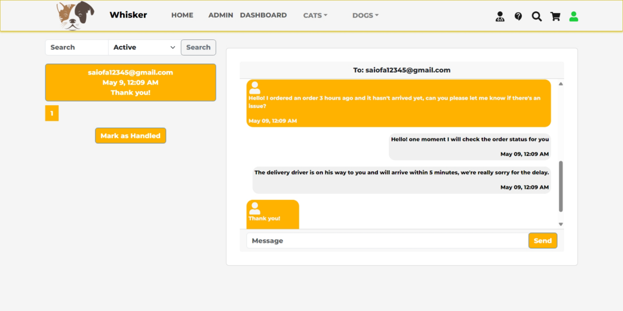 Whisker
HOME
ADMIN
DASHBOARD
CATS
DOGS
Search
Active
Search
saiofa12345@gmail.com
May 9, 12:09 AM
Thank you!
1
Mark as Handled
To: saiofa12345@gmail.com
Hello! I ordered an order 3 hours ago and it hasn't arrived yet, can you please let me know if there's an
issue?
May 09, 12:09 AM
Hello! one moment I will check the order status for you
May 09, 12:09 AM
The delivery driver is on his way to you and will arrive within 5 minutes, we're really sorry for the delay.
May 09, 12:09 AM
Thank you!
Message
Send